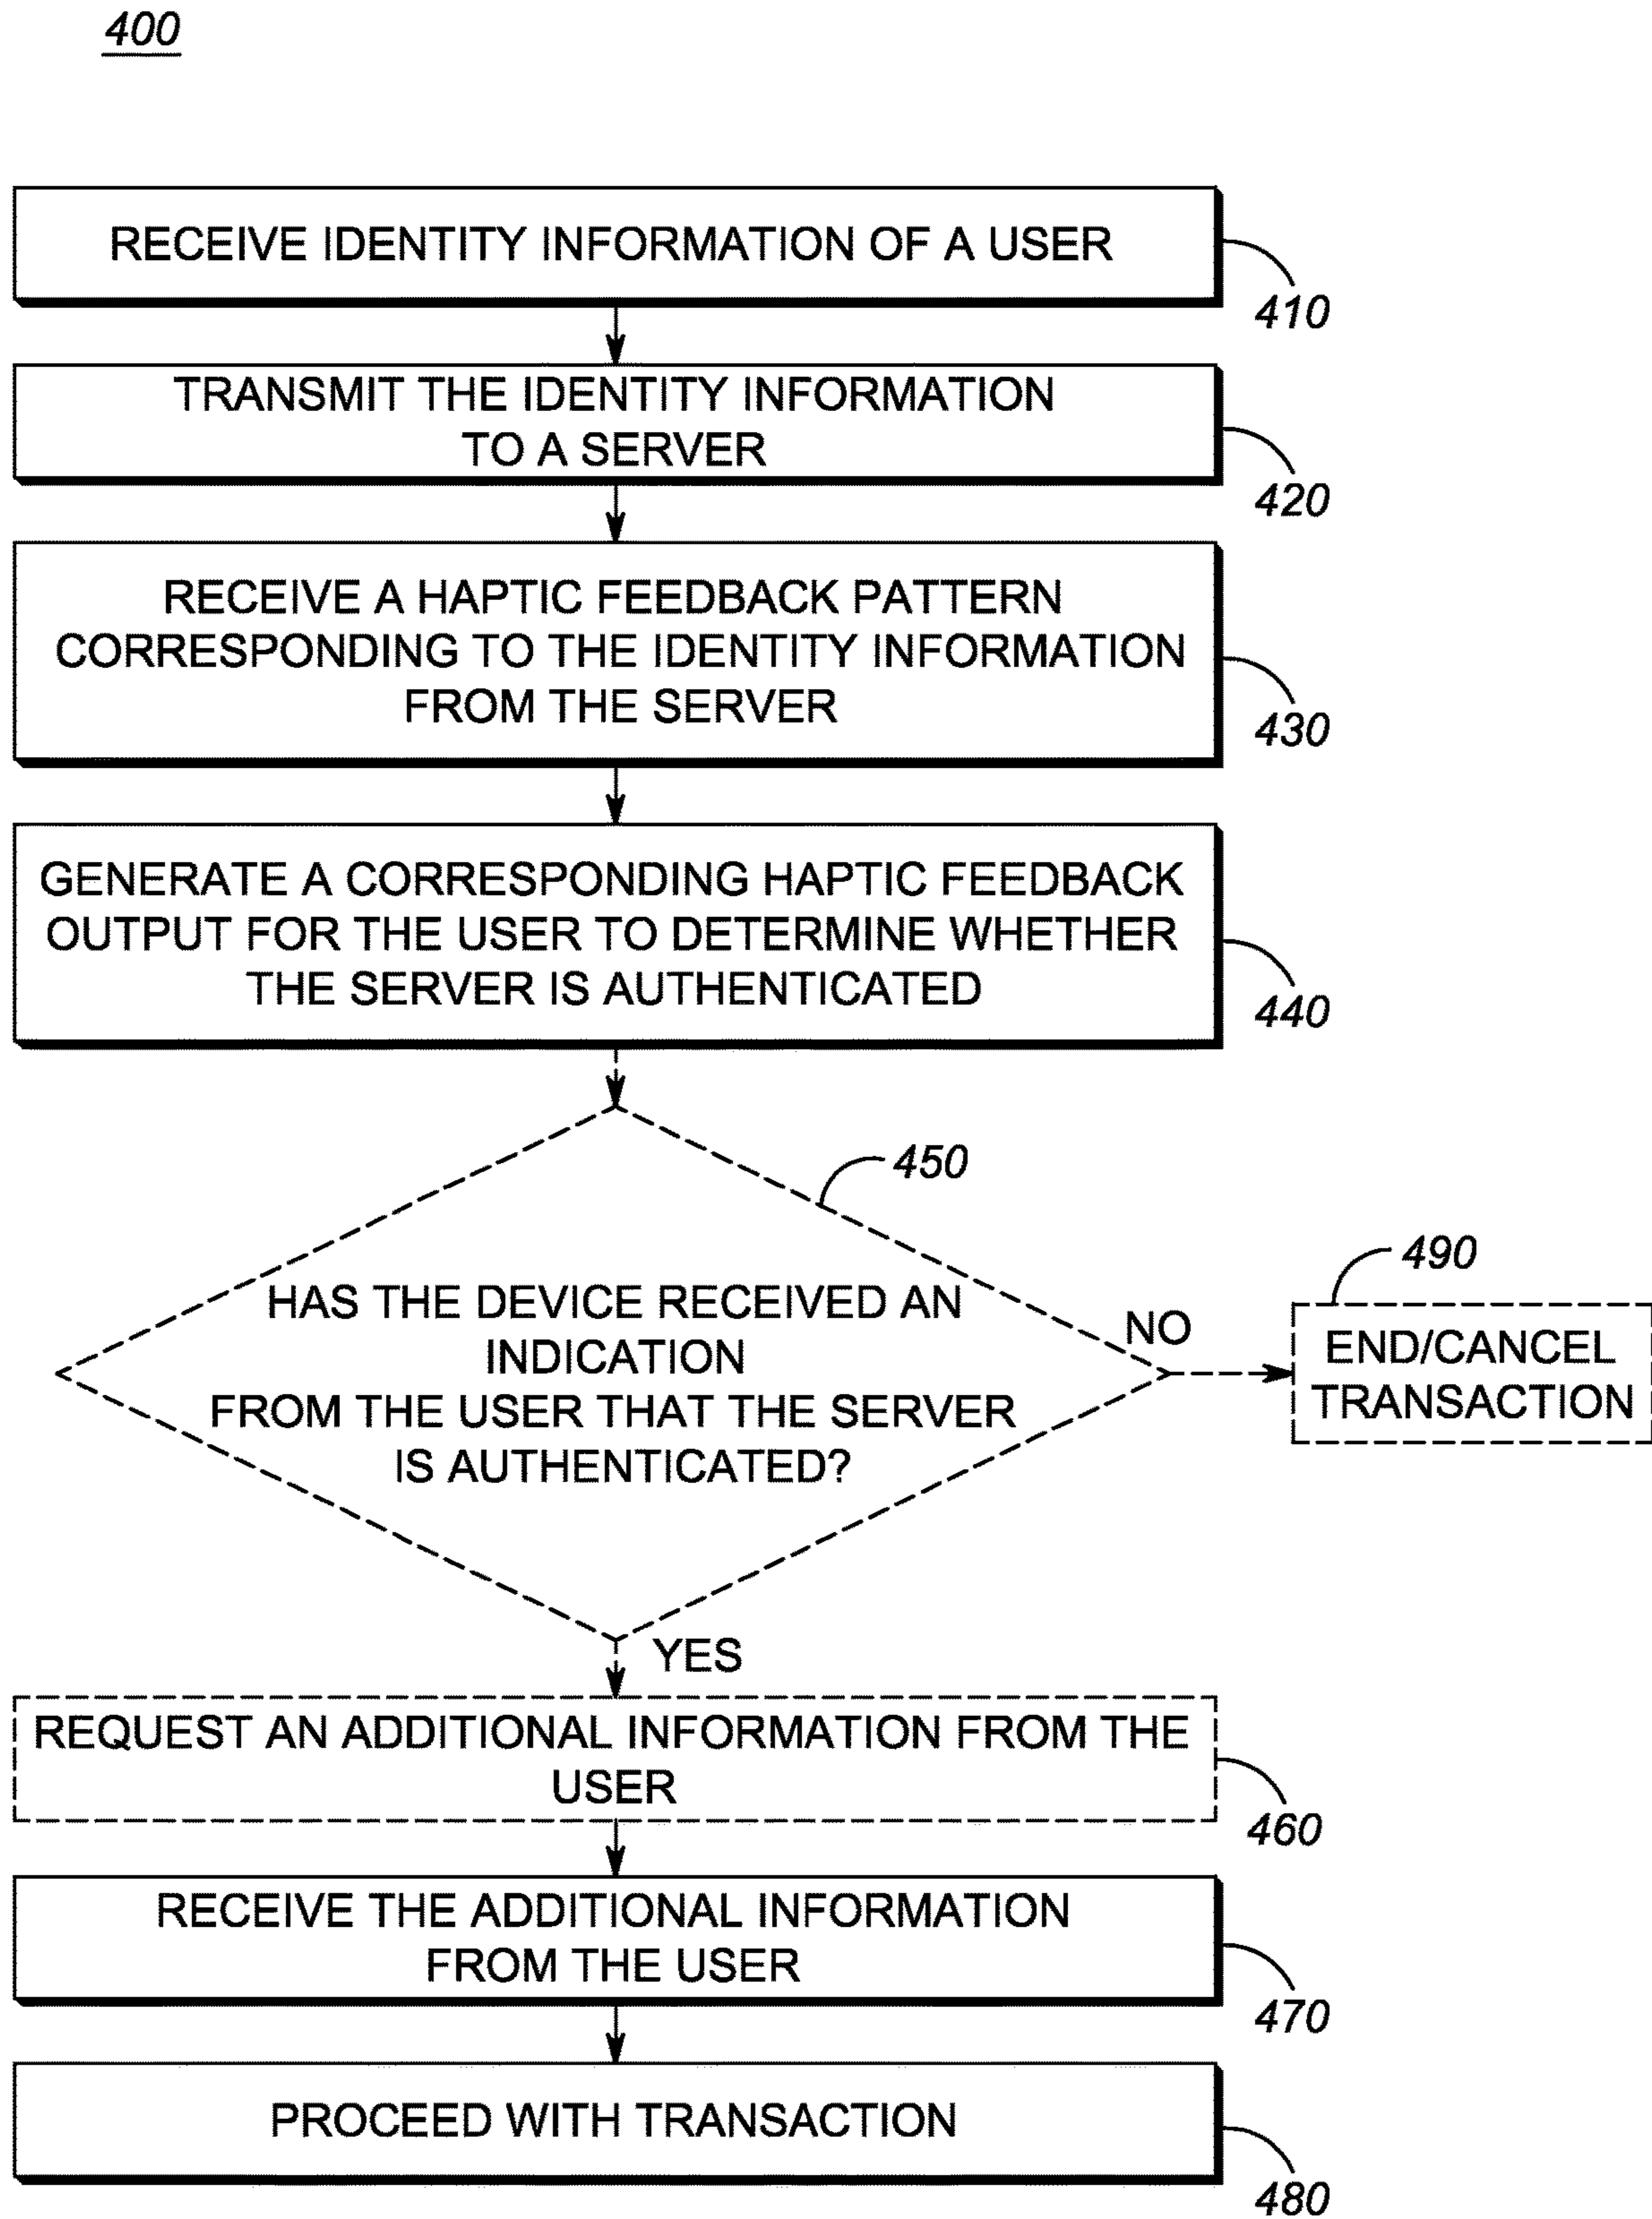 400
RECEIVE IDENTITY INFORMATION OF A USER
410
TRANSMIT THE IDENTITY INFORMATION
TO A SERVER
420
RECEIVE A HAPTIC FEEDBACK PATTERN
CORRESPONDING TO THE IDENTITY INFORMATION
FROM THE SERVER
430
GENERATE A CORRESPONDING HAPTIC FEEDBACK
OUTPUT FOR THE USER TO DETERMINE WHETHER
THE SERVER IS AUTHENTICATED
440
450
HAS THE DEVICE RECEIVED AN
INDICATION
FROM THE USER THAT THE SERVER
IS AUTHENTICATED?
NO
490
END/CANCEL
TRANSACTION
YES
REQUEST AN ADDITIONAL INFORMATION FROM THE
USER
460
RECEIVE THE ADDITIONAL INFORMATION
FROM THE USER
470
PROCEED WITH TRANSACTION
480